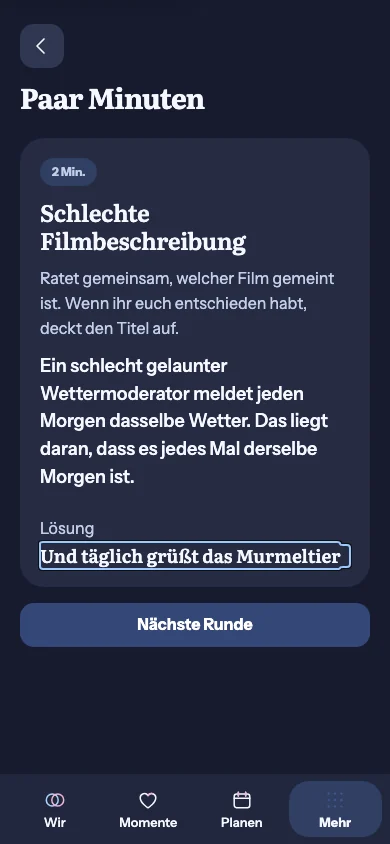 Paar Minuten
2 Min.
Schlechte
Filmbeschreibung
Ratet gemeinsam, welcher Film gemeint
ist. Wenn ihr euch entschieden habt,
deckt den Titel auf.
Ein schlecht gelaunter
Wettermoderator meldet jeden
Morgen dasselbe Wetter. Das liegt
daran, dass es jedes Mal derselbe
Morgen ist.
Lösung
Und täglich grüßt das Murmeltier
Nächste Runde
Wir
Momente
Planen
Mehr